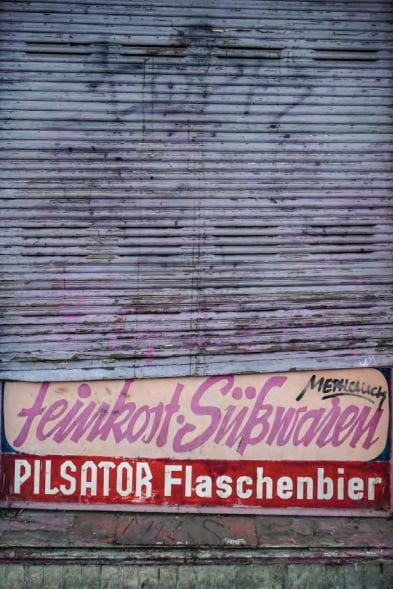 feinkost·Süßwaren
PILSATOR Flaschenbier